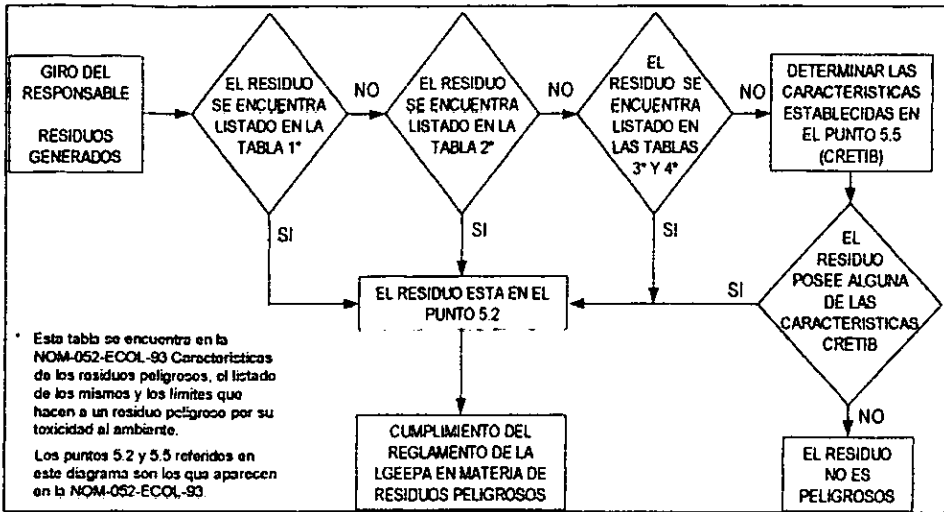 GIRO DEL
RESPONSABLE
RESIDUOS
GENERADOS
EL RESIDUO
SE ENCUENTRA
LISTADO EN LA
TABLA 1*
NO
EL RESIDUO
SE ENCUENTRA
LISTADO EN LA
TABLA 2*
NO
EL
RESIDUO SE
ENCUENTRA
LISTADO EN
LAS TABLAS
3* Y 4*
NO
DETERMINAR LAS
CARACTERISTICAS
ESTABLECIDAS EN
EL PUNTO 5.5
(CRETIB)
SI
SI
SI
EL
RESIDUO
POSEE ALGUNA
DE LAS
CARACTERISTICAS
CRETIB
SI
EL RESIDUO ESTA EN EL
PUNTO 5.2
NO
CUMPLIMIENTO DEL
REGLAMENTO DE LA
LGEEPA EN MATERIA DE
RESIDUOS PELIGROSOS
EL RESIDUO
NO ES
PELIGROSOS
* Esta tabla se encuentra en la
NOM-052-ECOL-93 Características
de los residuos peligrosos, el listado
de los mismos y los límites que
hacen a un residuo peligroso por su
toxicidad al ambiente.
Los puntos 5.2 y 5.5 referidos en
este diagrama son los que aparecen
en la NOM-052-ECOL-93.